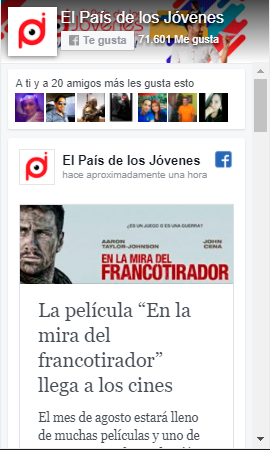 El País de los Jóvenes
Te gusta
71,601 Me gusta
A ti y a 20 amigos más les gusta esto
El País de los Jóvenes
hace aproximadamente una hora
¿ES UN JUEGO O ES UNA GUERRA?
AARON TAYLOR-JOHNSON
JOHN CENA
EN LA MIRA DEL
FRANCOTIRADOR
La película “En la
mira del
francotirador”
llega a los cines
El mes de agosto estará lleno
de muchas películas y uno de